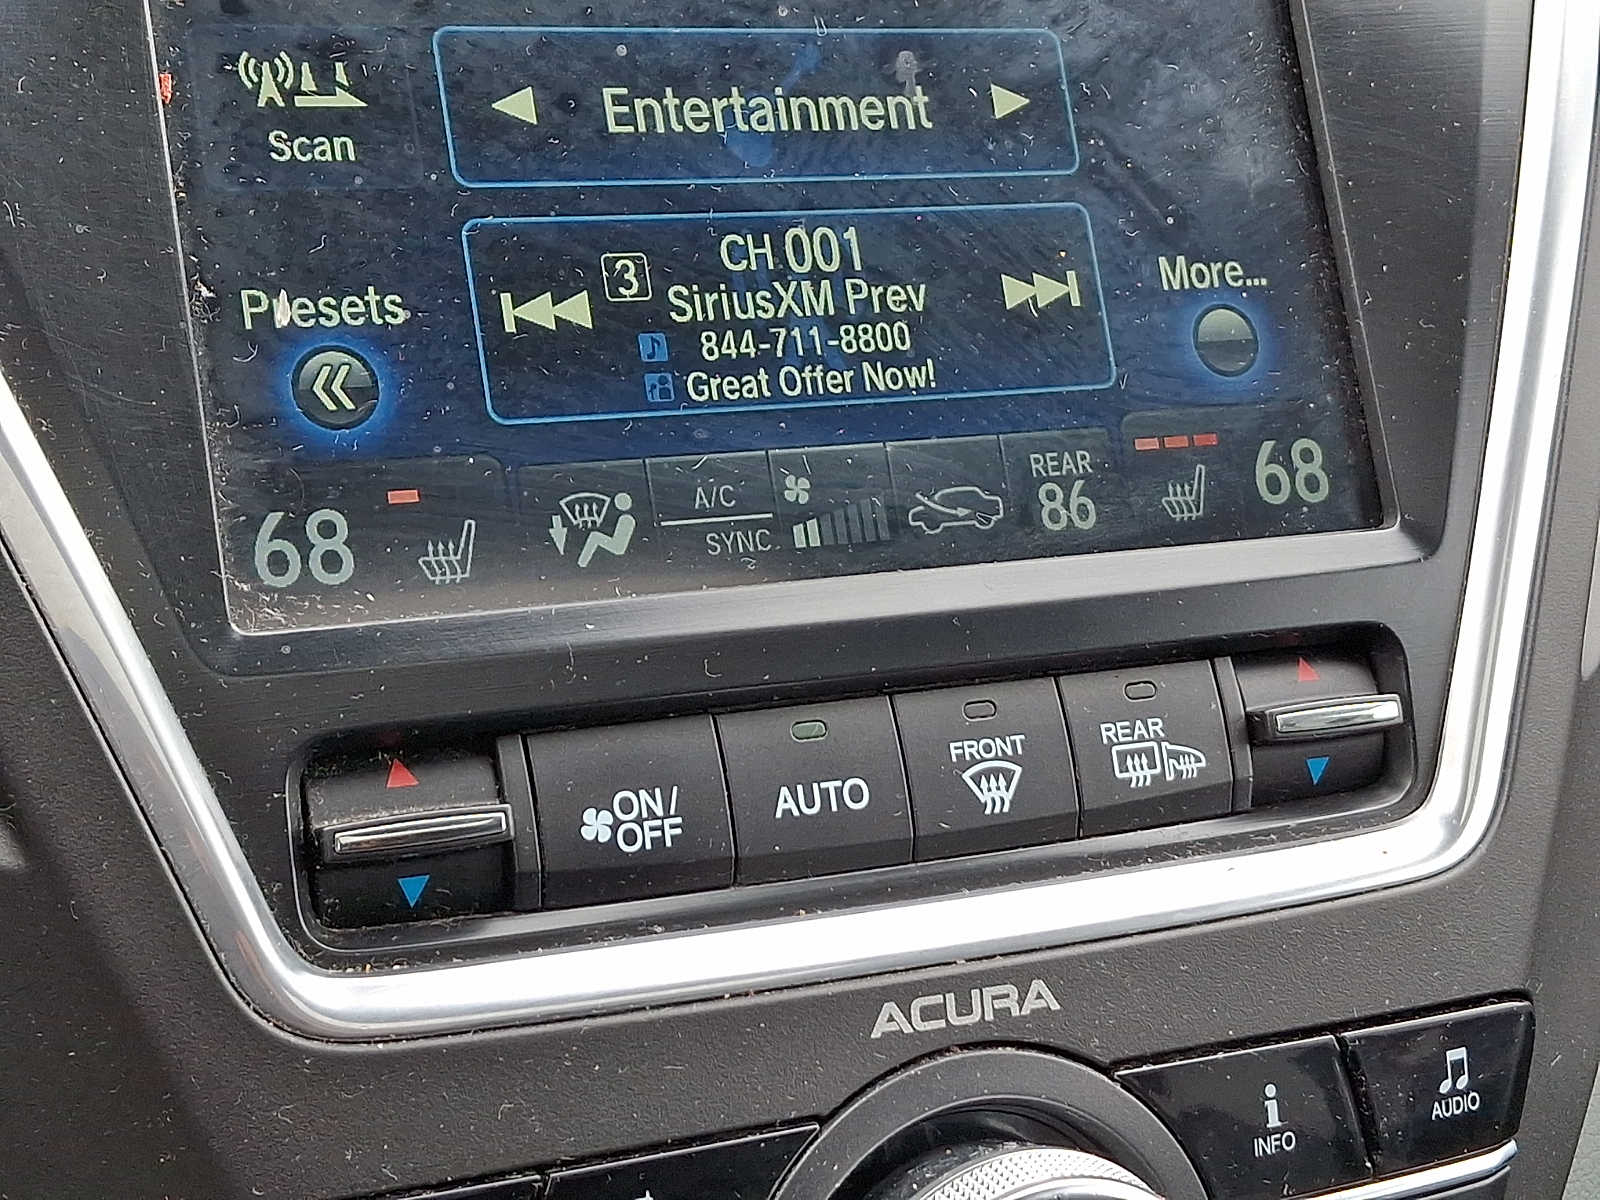 Scan
Entertainment
CH 001
3
SiriusXM Prev
844-711-8800
Great Offer Now!
Presets
More...
68
A/C
SYNC
REAR
86
68
ON/
OFF
AUTO
FRONT
REAR
ACURA
INFO
AUDIO